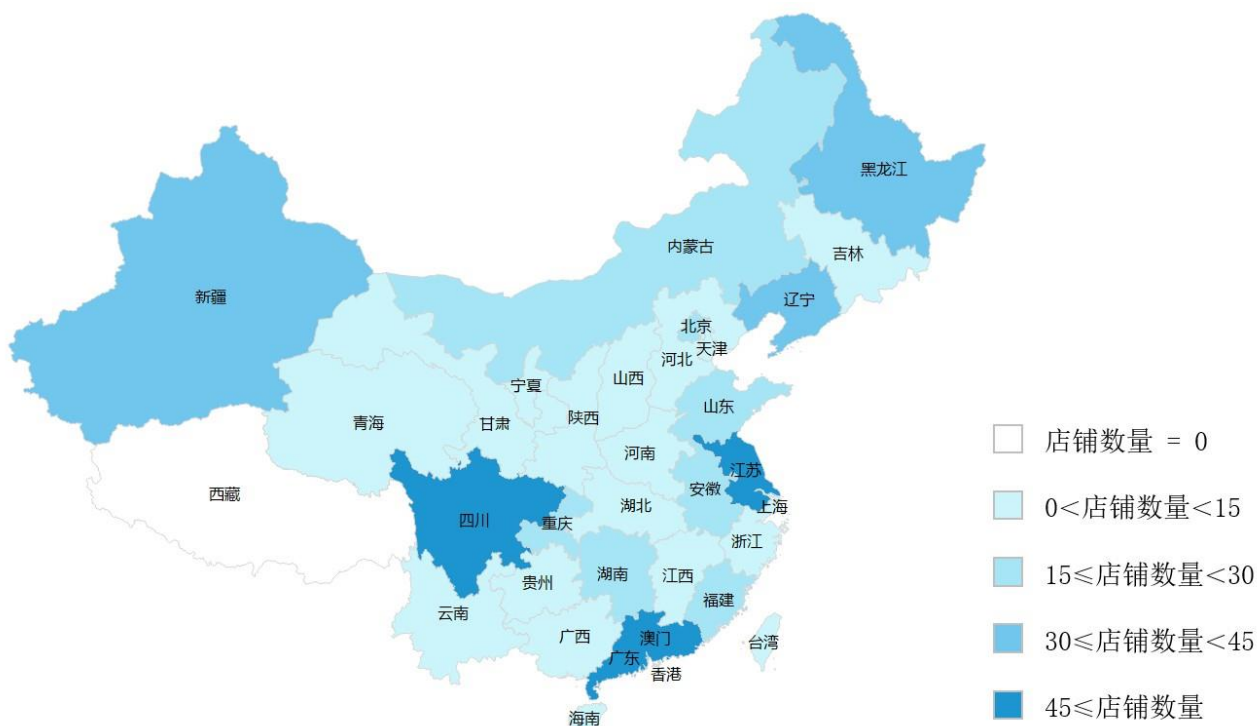 黑龙江
内蒙古
吉林
新疆
辽宁
北京
天津
河北
宁夏
山西
山东
青海
甘肃
陕西
河南
江苏
西藏
安徽
上海
湖北
四川
重庆
浙江
贵州
湖南
江西
福建
云南
广西
澳门
广东
香港
台湾
海南
店铺数量 = 0
0<店铺数量<15
15≤店铺数量<30
30≤店铺数量<45
45≤店铺数量